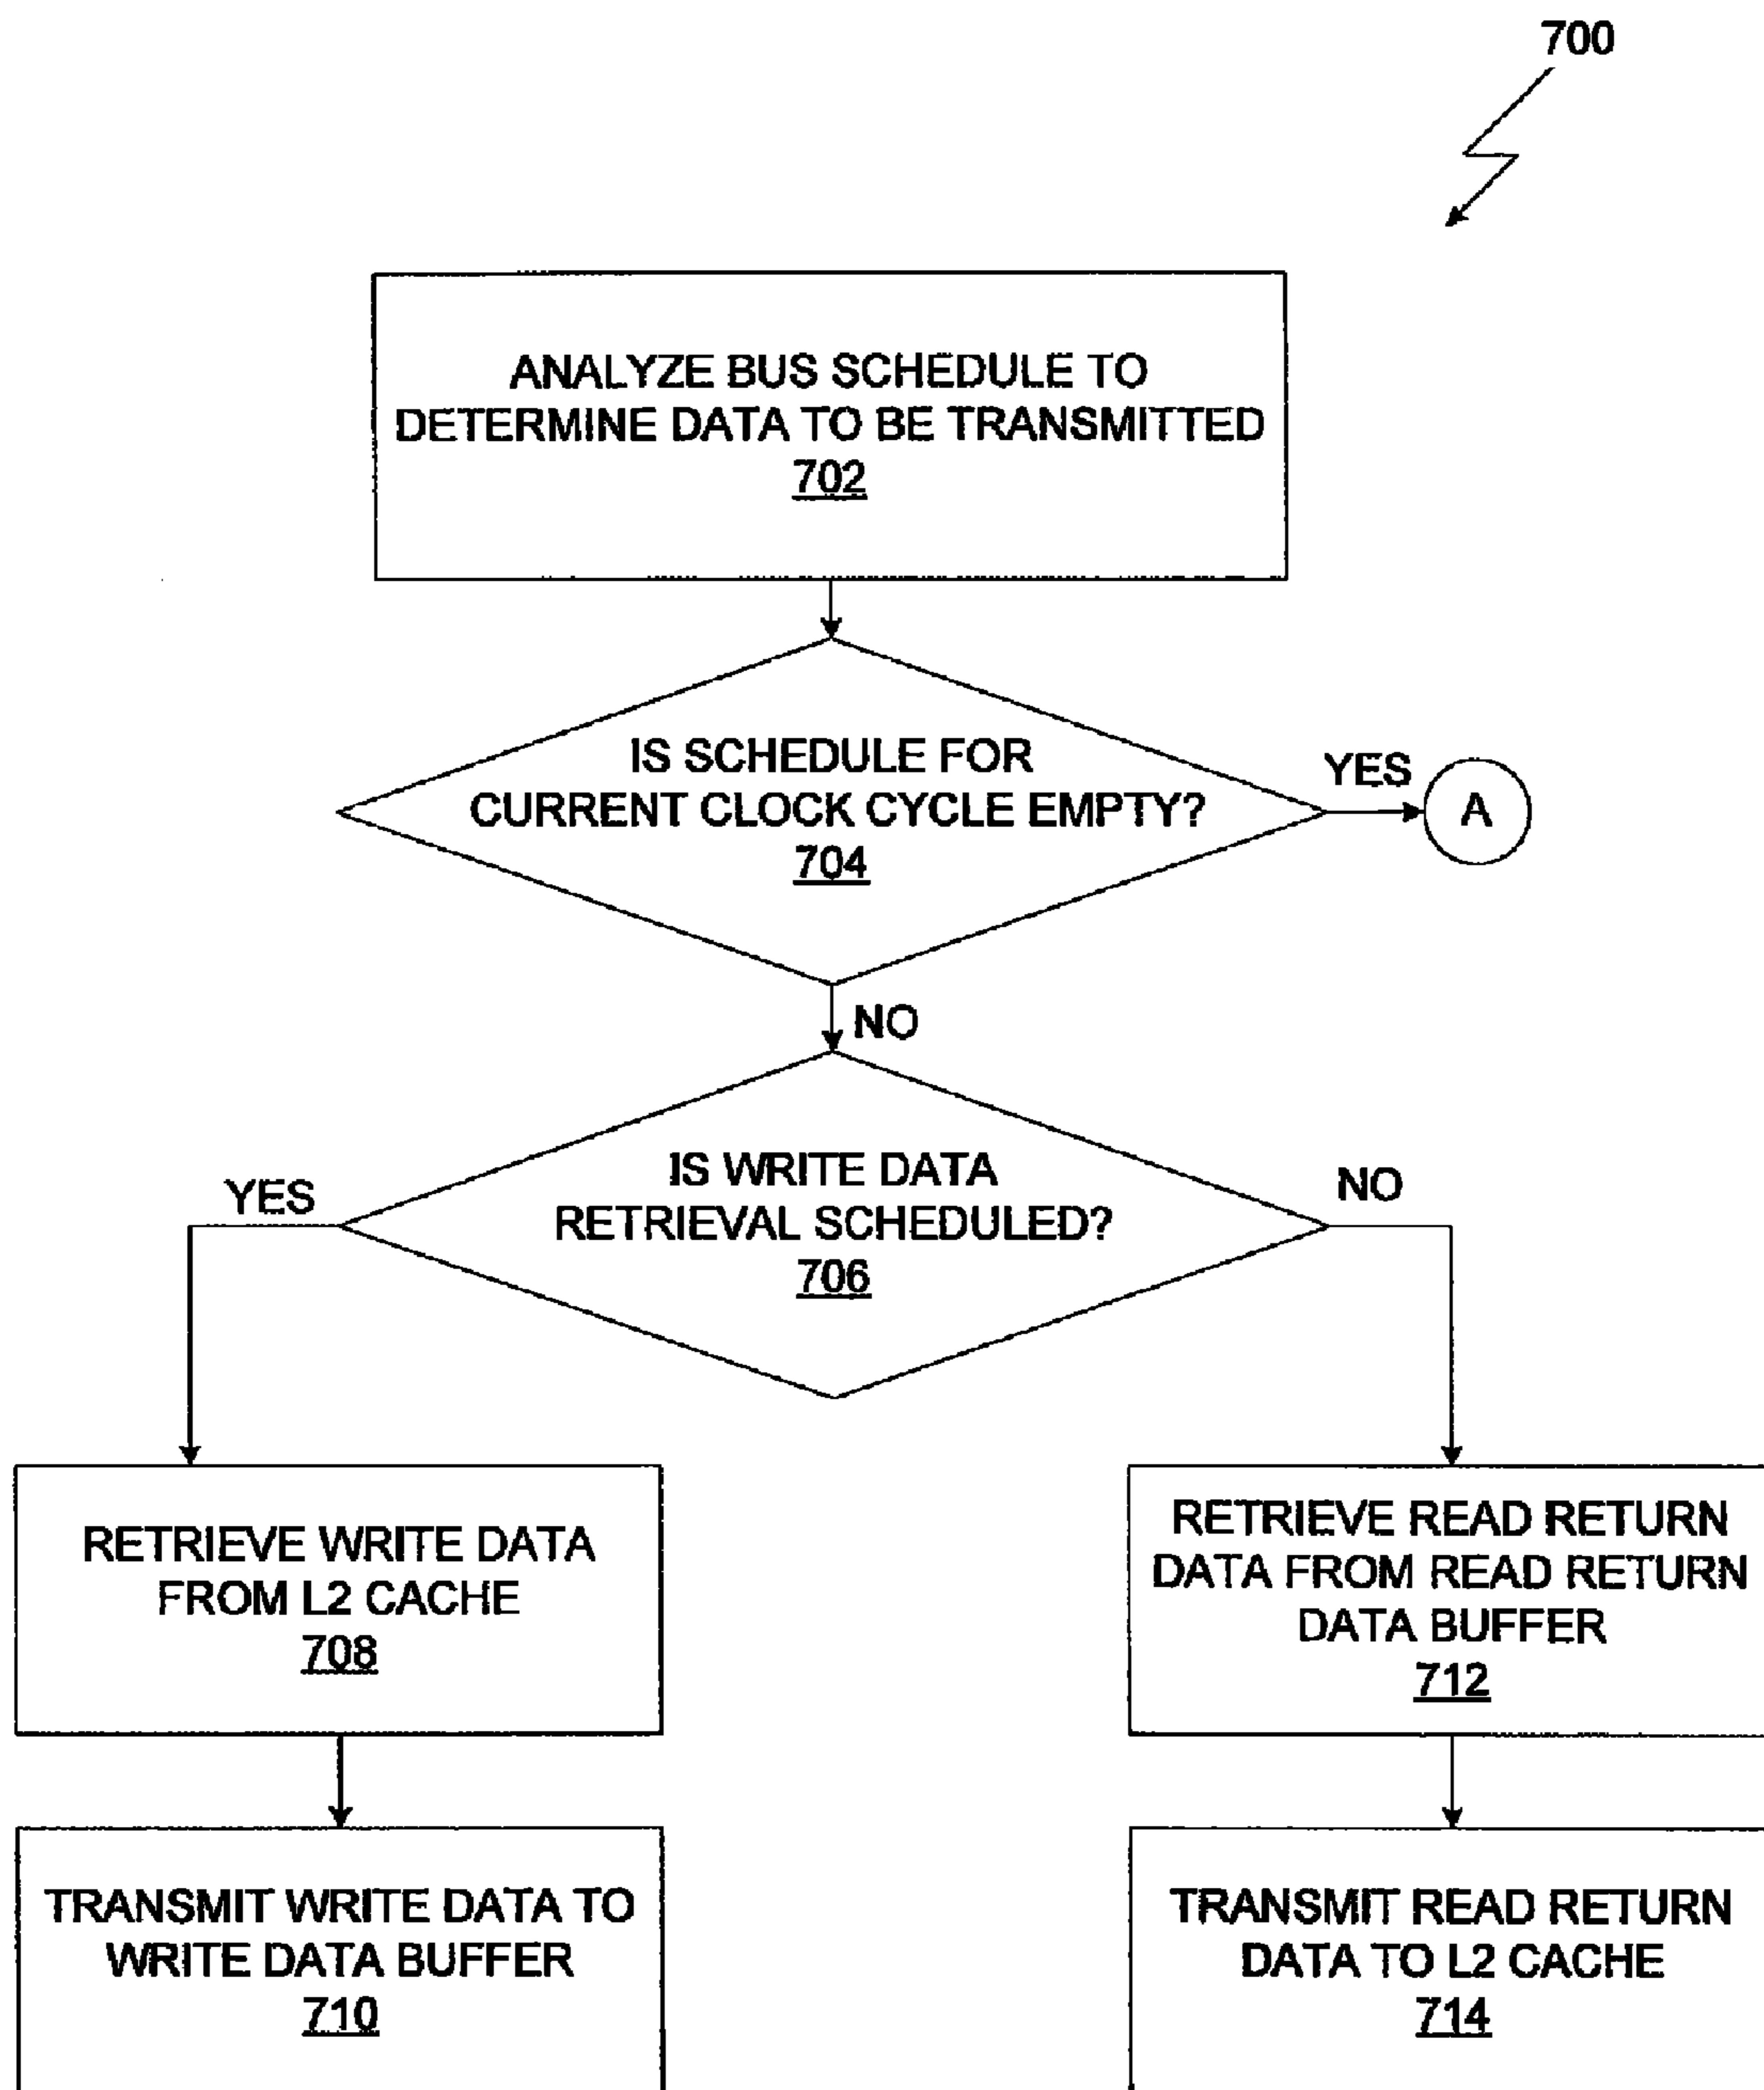 700
ANALYZE BUS SCHEDULE TO
DETERMINE DATA TO BE TRANSMITTED
702
IS SCHEDULE FOR
CURRENT CLOCK CYCLE EMPTY?
704
YES
A
NO
IS WRITE DATA
RETRIEVAL SCHEDULED?
706
YES
NO
RETRIEVE WRITE DATA
FROM L2 CACHE
708
RETRIEVE READ RETURN
DATA FROM READ RETURN
DATA BUFFER
712
TRANSMIT WRITE DATA TO
WRITE DATA BUFFER
710
TRANSMIT READ RETURN
DATA TO L2 CACHE
714